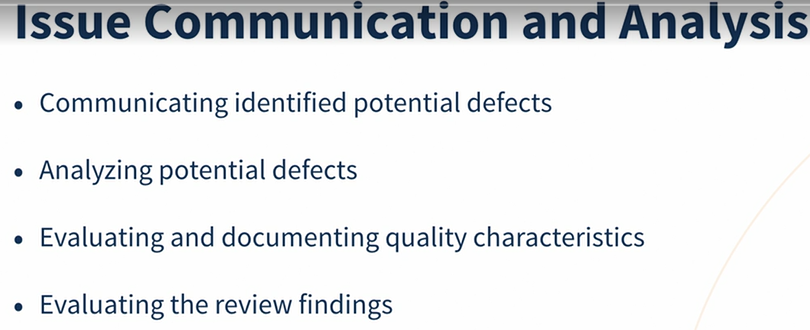 Issue Communication and Analysis
• Communicating identified potential defects
• Analyzing potential defects
• Evaluating and documenting quality characteristics
• Evaluating the review findings